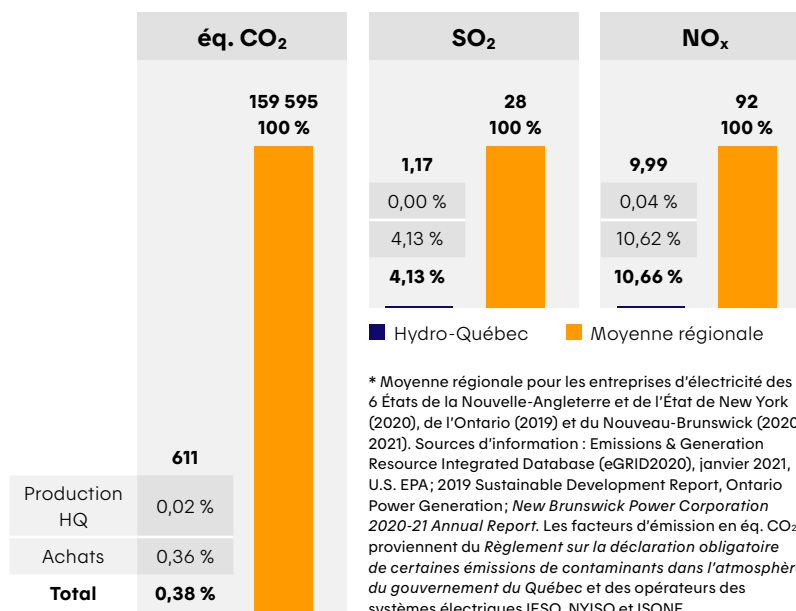 éq. CO₂
159 595
100 %
611
Production HQ 0,02 %
Achats 0,36 %
Total 0,38 %
SO₂
28
100 %
1,17
0,00 %
4,13 %
4,13 %
NOₓ
92
100 %
9,99
0,04 %
10,62 %
10,66 %
Hydro-Québec Moyenne régionale
* Moyenne régionale pour les entreprises d'électricité des
6 États de la Nouvelle-Angleterre et de l'État de New York
(2020), de l'Ontario (2019) et du Nouveau-Brunswick (2020
2021). Sources d'information : Emissions & Generation
Resource Integrated Database (eGRID2020), janvier 2021,
U.S. EPA; 2019 Sustainable Development Report, Ontario
Power Generation; New Brunswick Power Corporation
2020-21 Annual Report. Les facteurs d'émission en éq. CO₂
proviennent du Règlement sur la déclaration obligatoire
de certaines émissions de contaminants dans l'atmosphèr
du gouvernement du Québec et des opérateurs des
systèmes électriques IESO, NYISO et ISONE